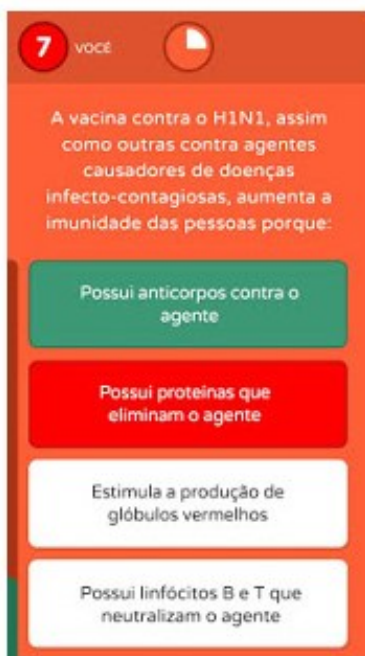 7 VOCÊ
A vacina contra o H1N1, assim
como outras contra agentes
causadores de doenças
infecto-contagiosas, aumenta a
imunidade das pessoas porque:
Possui anticorpos contra o
agente
Possui proteínas que
eliminam o agente
Estimula a produção de
glóbulos vermelhos
Possui linfócitos B e T que
neutralizam o agente